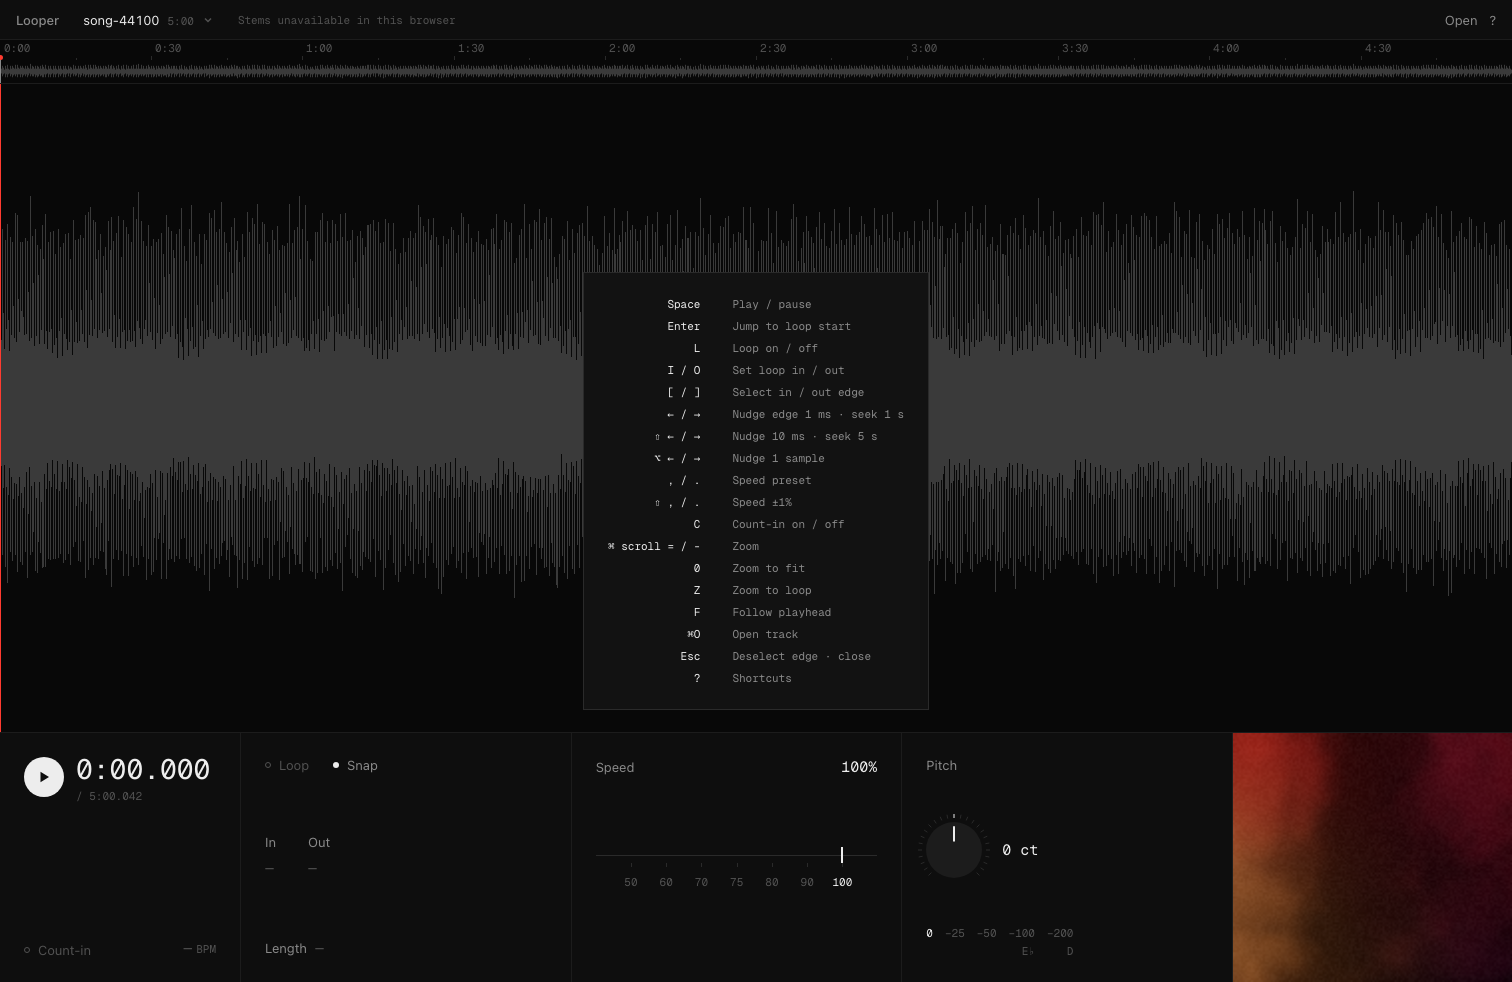 Looper song-44100 5:00 Stems unavailable in this browser Open ?
0:00 0:30 1:00 1:30 2:00 2:30 3:00 3:30 4:00 4:30
Space Play / pause
Enter Jump to loop start
L Loop on / off
I / O Set loop in / out
[ / ] Select in / out edge
← / → Nudge edge 1 ms · seek 1 s
⇧ ← / → Nudge 10 ms · seek 5 s
⌥ ← / → Nudge 1 sample
, / . Speed preset
⇧ , / . Speed ±1%
C Count-in on / off
⌘ scroll = / - Zoom
0 Zoom to fit
Z Zoom to loop
F Follow playhead
⌘O Open track
Esc Deselect edge · close
? Shortcuts
0:00.000
/ 5:00.042
Count-in — BPM
Loop Snap
In Out
— —
Length —
Speed 100%
50 60 70 75 80 90 100
Pitch
0 ct
0 −25 −50 −100 −200
E♭ D